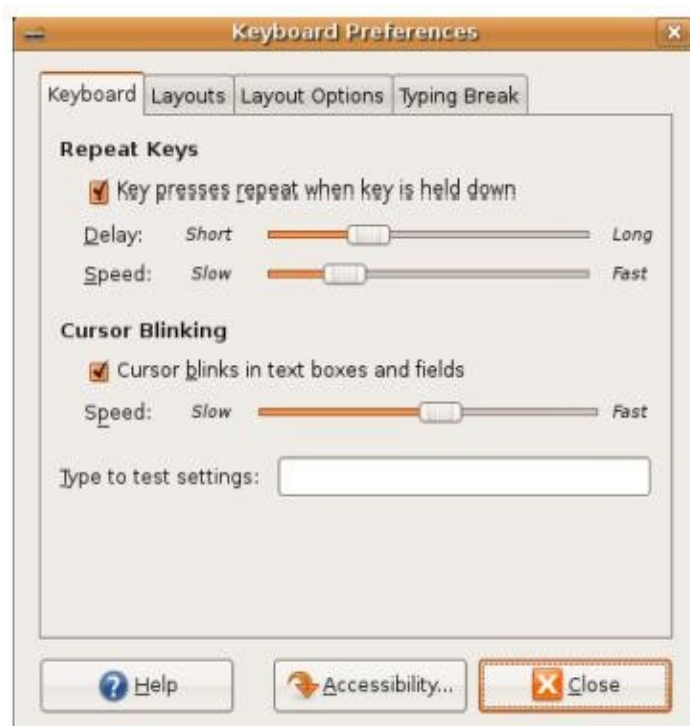 Keyboard Preferences
Keyboard Layouts Layout Options Typing Break
Repeat Keys
Key presses repeat when key is held down
Delay: Short Long
Speed: Slow Fast
Cursor Blinking
Cursor blinks in text boxes and fields
Speed: Slow Fast
Type to test settings:
Help Accessibility... Close